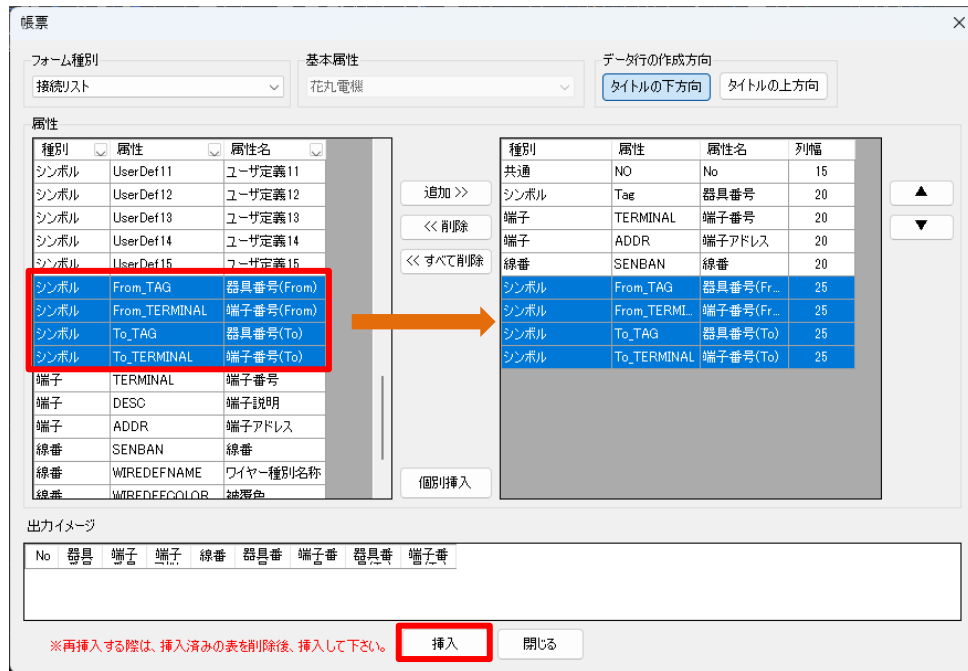 帳票
フォーム種別
接続リスト
基本属性
花丸電機
データ行の作成方向
タイトルの下方向 タイトルの上方向
属性
種別 属性 属性名
シンボル UserDef11 ユーザ定義11
シンボル UserDef12 ユーザ定義12
シンボル UserDef13 ユーザ定義13
シンボル UserDef14 ユーザ定義14
シンボル UserDef15 ユーザ定義15
シンボル From_TAG 器具番号(From)
シンボル From_TERMINAL 端子番号(From)
シンボル To_TAG 器具番号(To)
シンボル To_TERMINAL 端子番号(To)
端子 TERMINAL 端子番号
端子 DESC 端子説明
端子 ADDR 端子アドレス
線番 SENBAN 線番
線番 WIREDEFNAME ワイヤー種別名称
線番 WIREDEFCOLOR 被覆色
追加 >>
<< 削除
<< すべて削除
個別挿入
種別 属性 属性名 列幅
共通 NO No 15
シンボル Tag 器具番号 20
端子 TERMINAL 端子番号 20
端子 ADDR 端子アドレス 20
線番 SENBAN 線番 20
シンボル From_TAG 器具番号(Fr... 25
シンボル From_TERMI... 端子番号(Fr... 25
シンボル To_TAG 器具番号(To) 25
シンボル To_TERMINAL 端子番号(To) 25
▲
▼
出力イメージ
No 器具 端子 端子 線番 器具番 端子番 器具番 端子番
※再挿入する際は、挿入済みの表を削除後、挿入して下さい。 挿入 閉じる